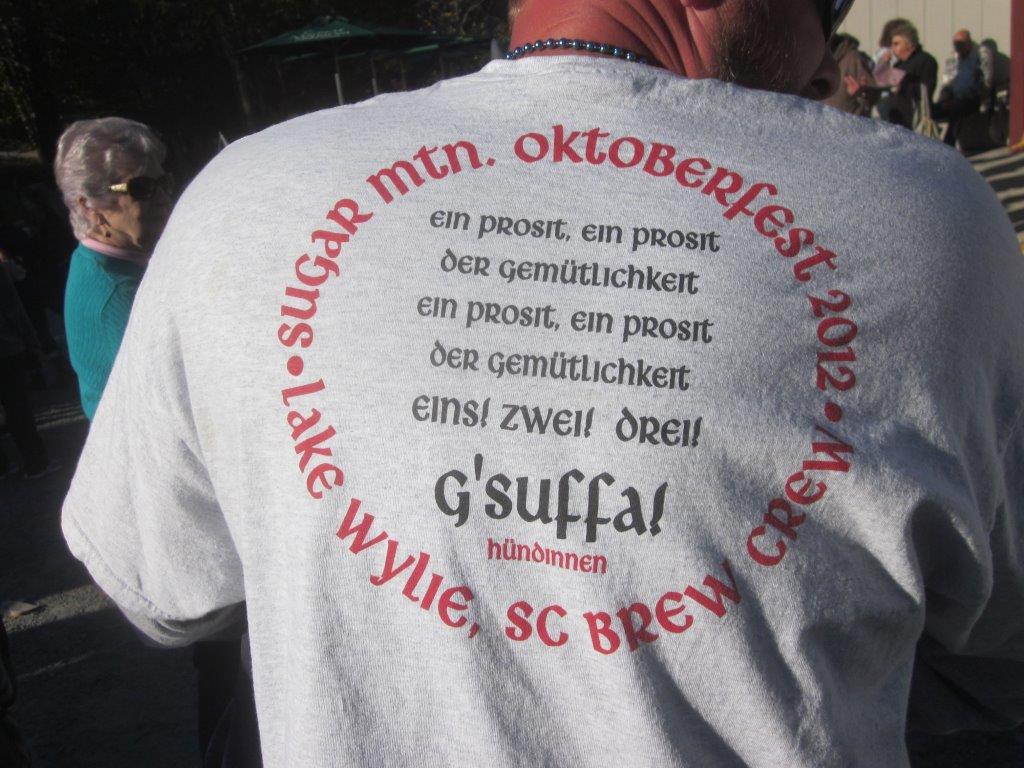 • SUGAR MTN. OKTOBERFEST 2012 •
LAKE WYLIE, SC BREW CREW
EIN PROSIT, EIN PROSIT
DER GEMÜTLICHKEIT
EIN PROSIT, EIN PROSIT
DER GEMÜTLICHKEIT
EINS! ZWEI! DREI!
G'SUFFA!
HÜNDINNEN